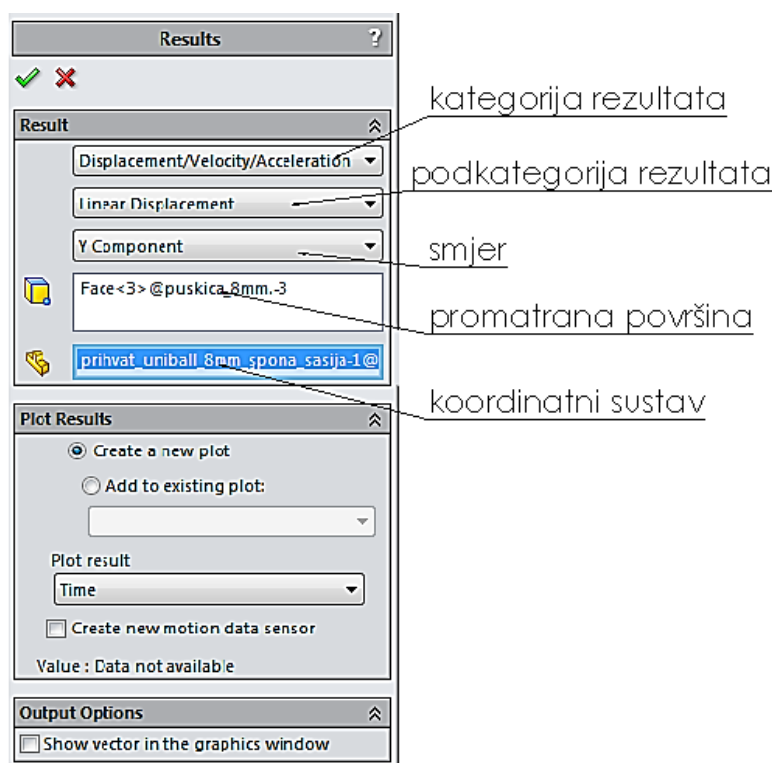 Results ?
Result
Displacement/Velocity/Acceleration
kategorija rezultata
Linear Displacement
podkategorija rezultata
Y Component
smjer
Face<3>@puskica_8mm.-3
promatrana površina
prihvat_uniball_8mm_spona_sasija-1@
koordinatni sustav
Plot Results
Create a new plot
Add to existing plot:
Plot result
Time
Create new motion data sensor
Value : Data not available
Output Options
Show vector in the graphics window